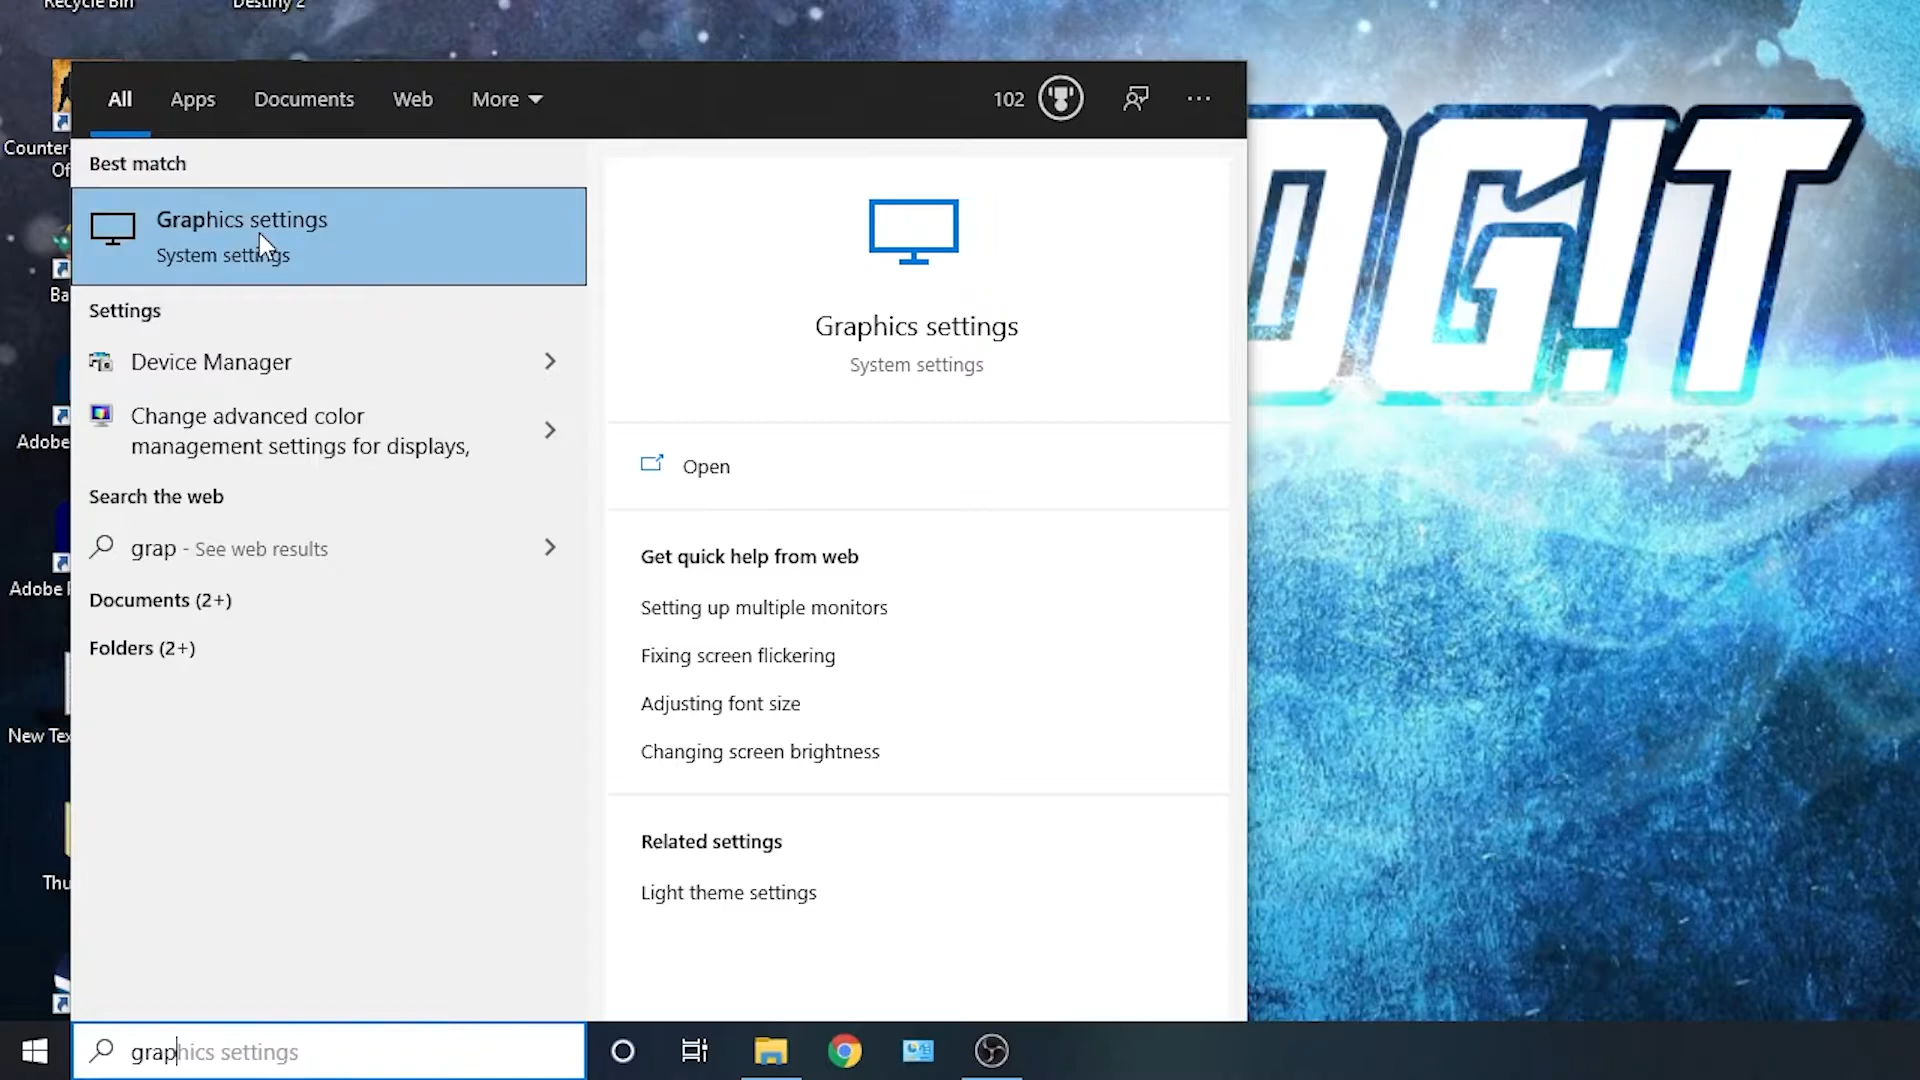 Recycle Bin
Destiny 2
All
Apps
Documents
Web
More
102
Counter-
Of
Ba
Adobe
Adobe
New Tex
Thu
Best match
Graphics settings
System settings
Settings
Device Manager
Change advanced color
management settings for displays,
Search the web
grap - See web results
Documents (2+)
Folders (2+)
Graphics settings
System settings
Open
Get quick help from web
Setting up multiple monitors
Fixing screen flickering
Adjusting font size
Changing screen brightness
Related settings
Light theme settings
G!T
graphics settings